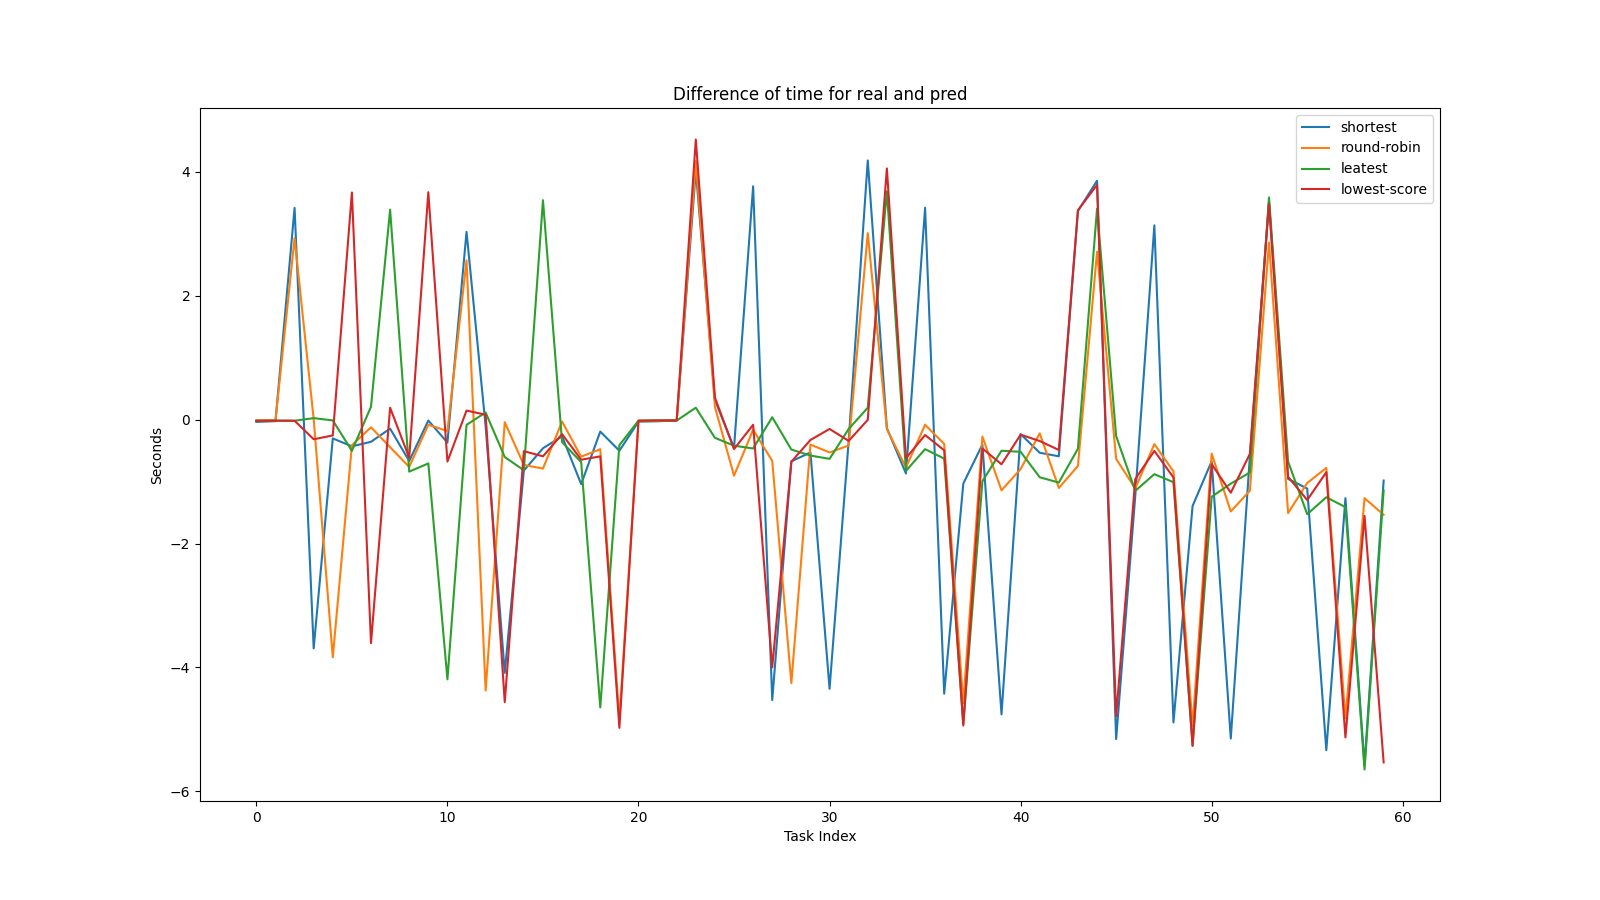 Difference of time for real and pred
shortest
round-robin
leatest
lowest-score
4
2
0
−2
−4
−6
Seconds
0
10
20
30
40
50
60
Task Index